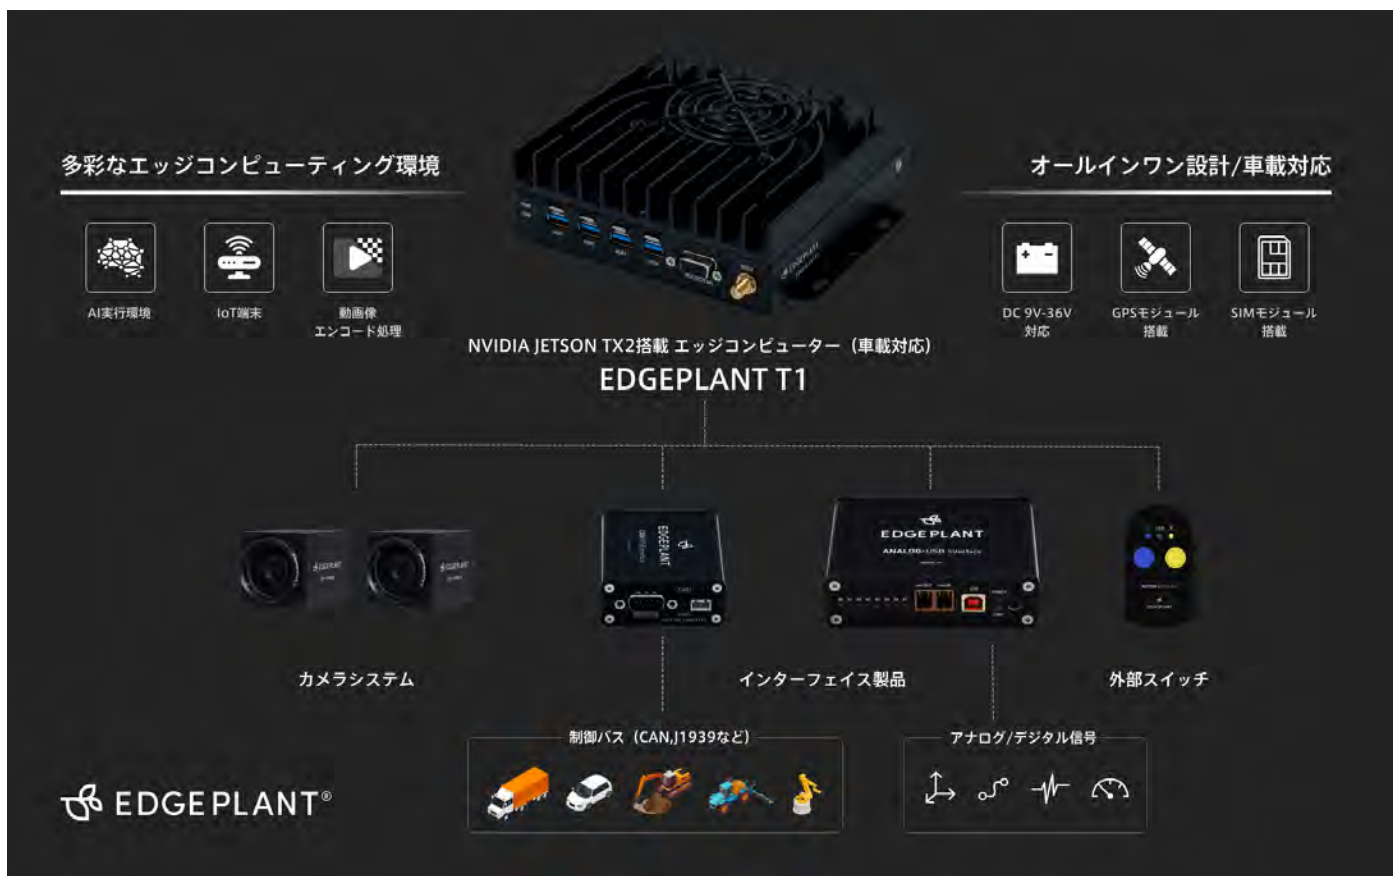 多彩なエッジコンピューティング環境
AI実行環境
IoT端末
動画像
エンコード処理
オールインワン設計/車載対応
DC 9V-36V
対応
GPSモジュール
搭載
SIMモジュール
搭載
EDGEPLANT
NVIDIA JETSON TX2搭載 エッジコンピューター（車載対応）
EDGEPLANT T1
EDGEPLANT
EDGEPLANT
EDGEPLANT
EDGEPLANT
ANALOG-USB Interface
カメラシステム
インターフェイス製品
外部スイッチ
制御バス（CAN,J1939など）
アナログ/デジタル信号
EDGEPLANT®